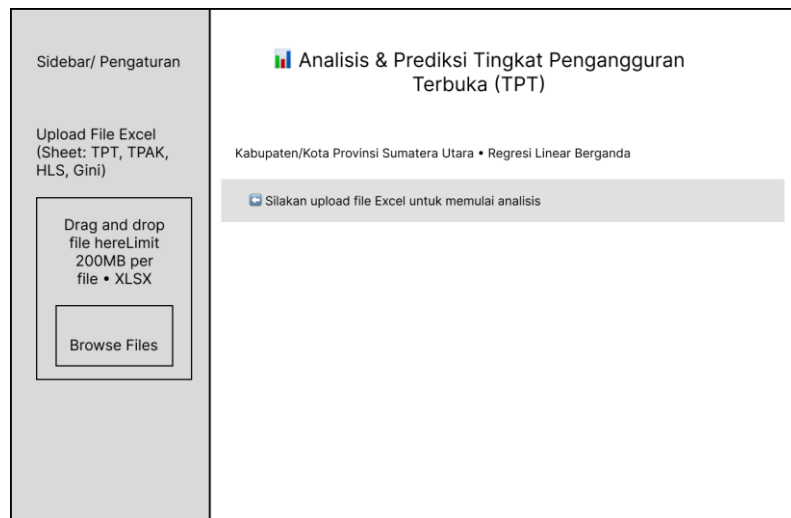 Sidebar/ Pengaturan
Upload File Excel
(Sheet: TPT, TPAK,
HLS, Gini)
Drag and drop
file hereLimit
200MB per
file • XLSX
Browse Files
📊 Analisis & Prediksi Tingkat Pengangguran
Terbuka (TPT)
Kabupaten/Kota Provinsi Sumatera Utara • Regresi Linear Berganda
⬅️ Silakan upload file Excel untuk memulai analisis